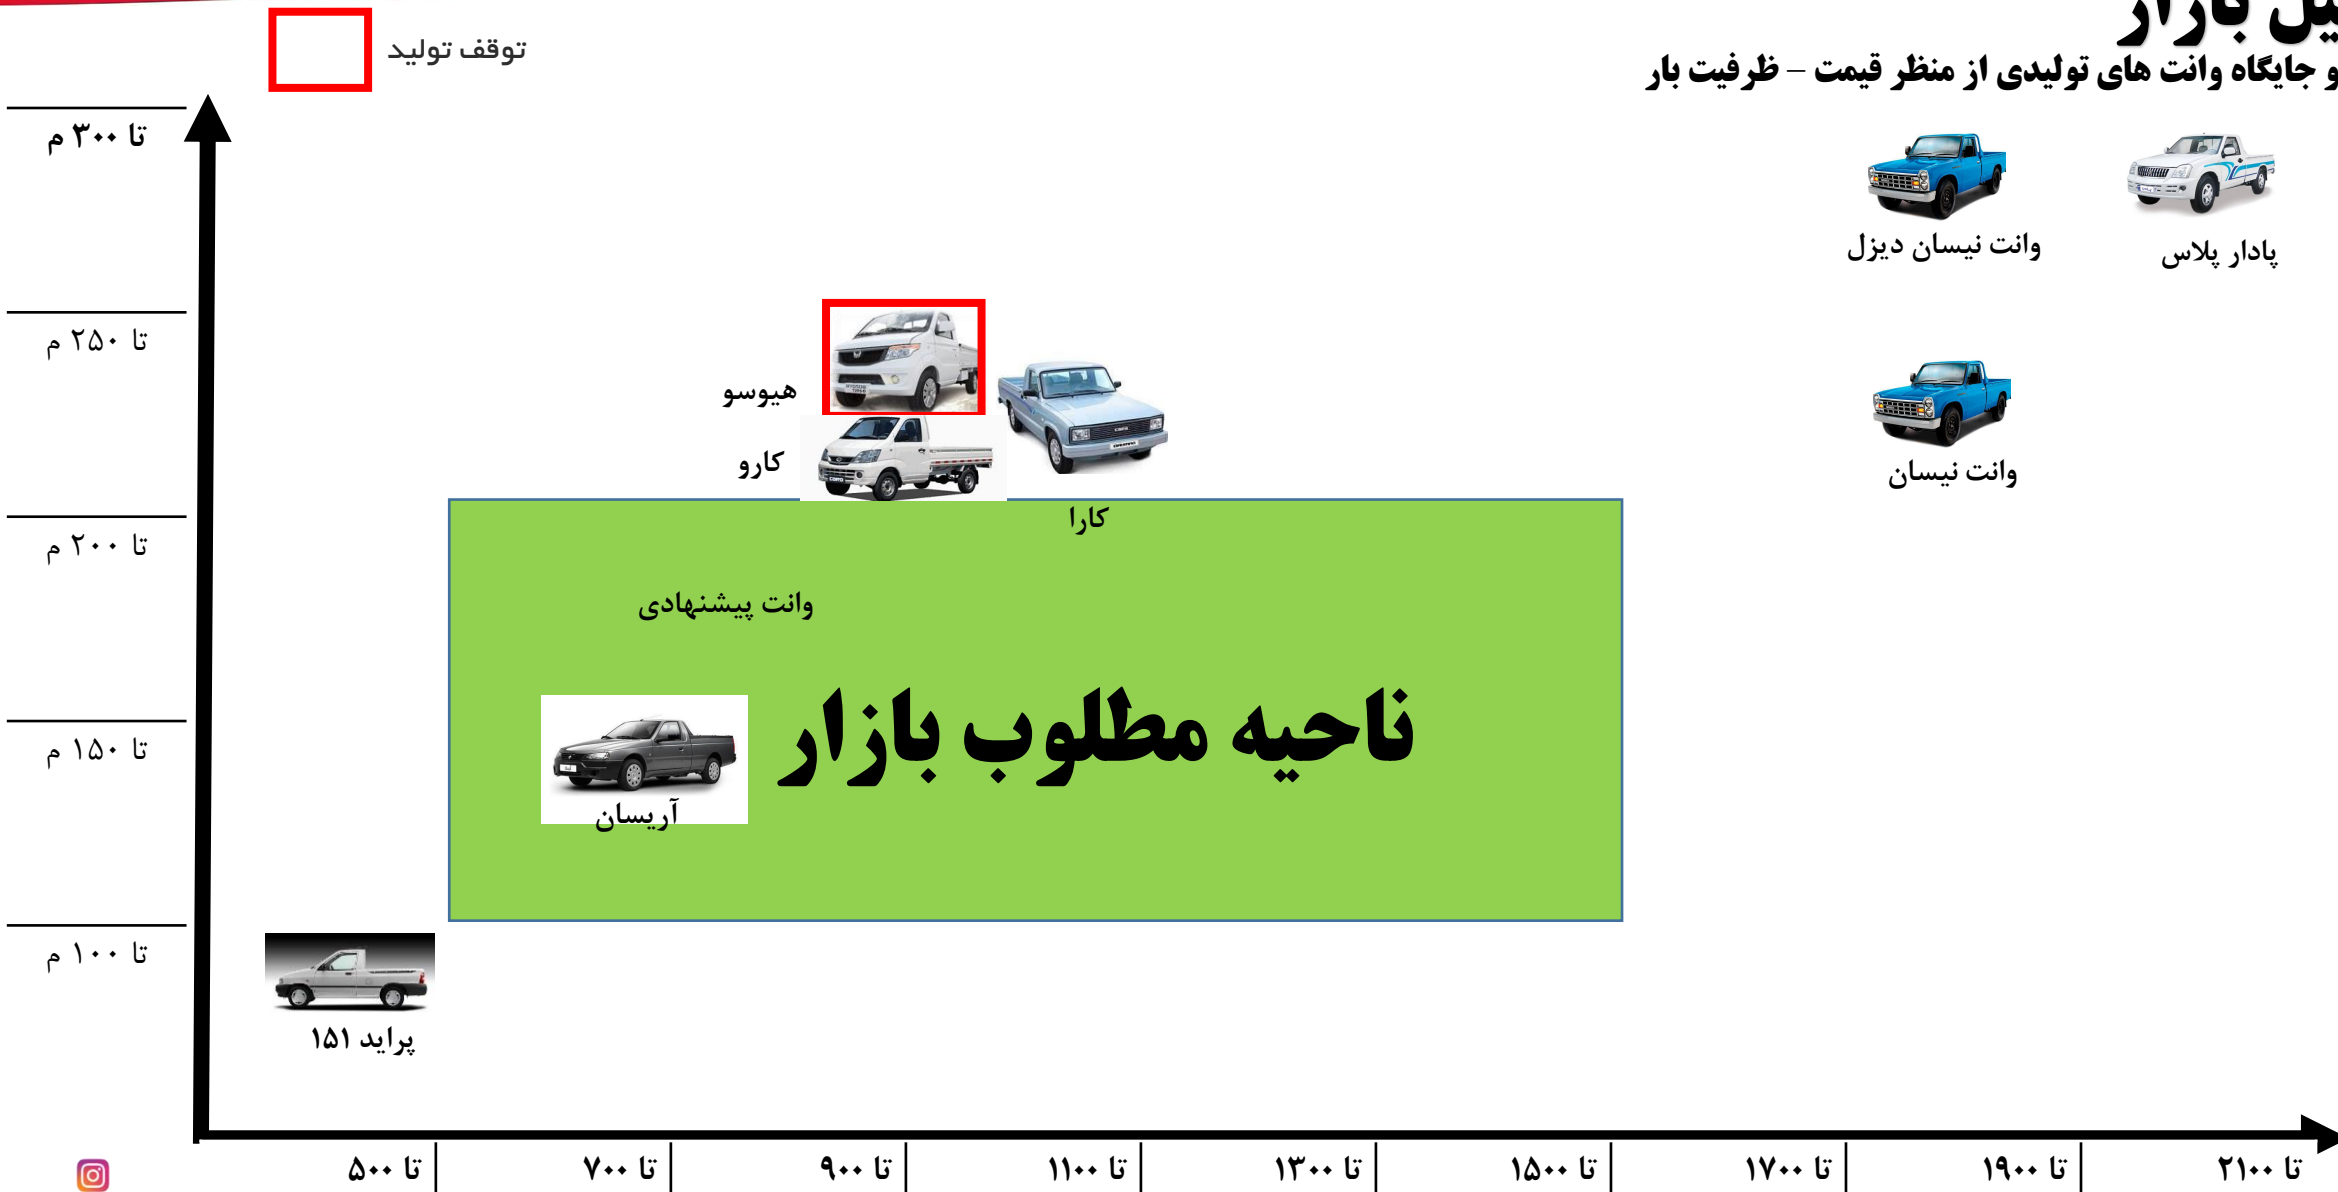 بازار
و جایگاه وانت های تولیدی از منظر قیمت – ظرفیت بار
توقف تولید
تا ۳۰۰ م
تا ۲۵۰ م
تا ۲۰۰ م
تا ۱۵۰ م
تا ۱۰۰ م
وانت نیسان دیزل
پادار پلاس
هیوسو
کارو
کارا
وانت نیسان
وانت پیشنهادی
ناحیه مطلوب بازار
آریسان
پراید ۱۵۱
تا ۵۰۰
تا ۷۰۰
تا ۹۰۰
تا ۱۱۰۰
تا ۱۳۰۰
تا ۱۵۰۰
تا ۱۷۰۰
تا ۱۹۰۰
تا ۲۱۰۰